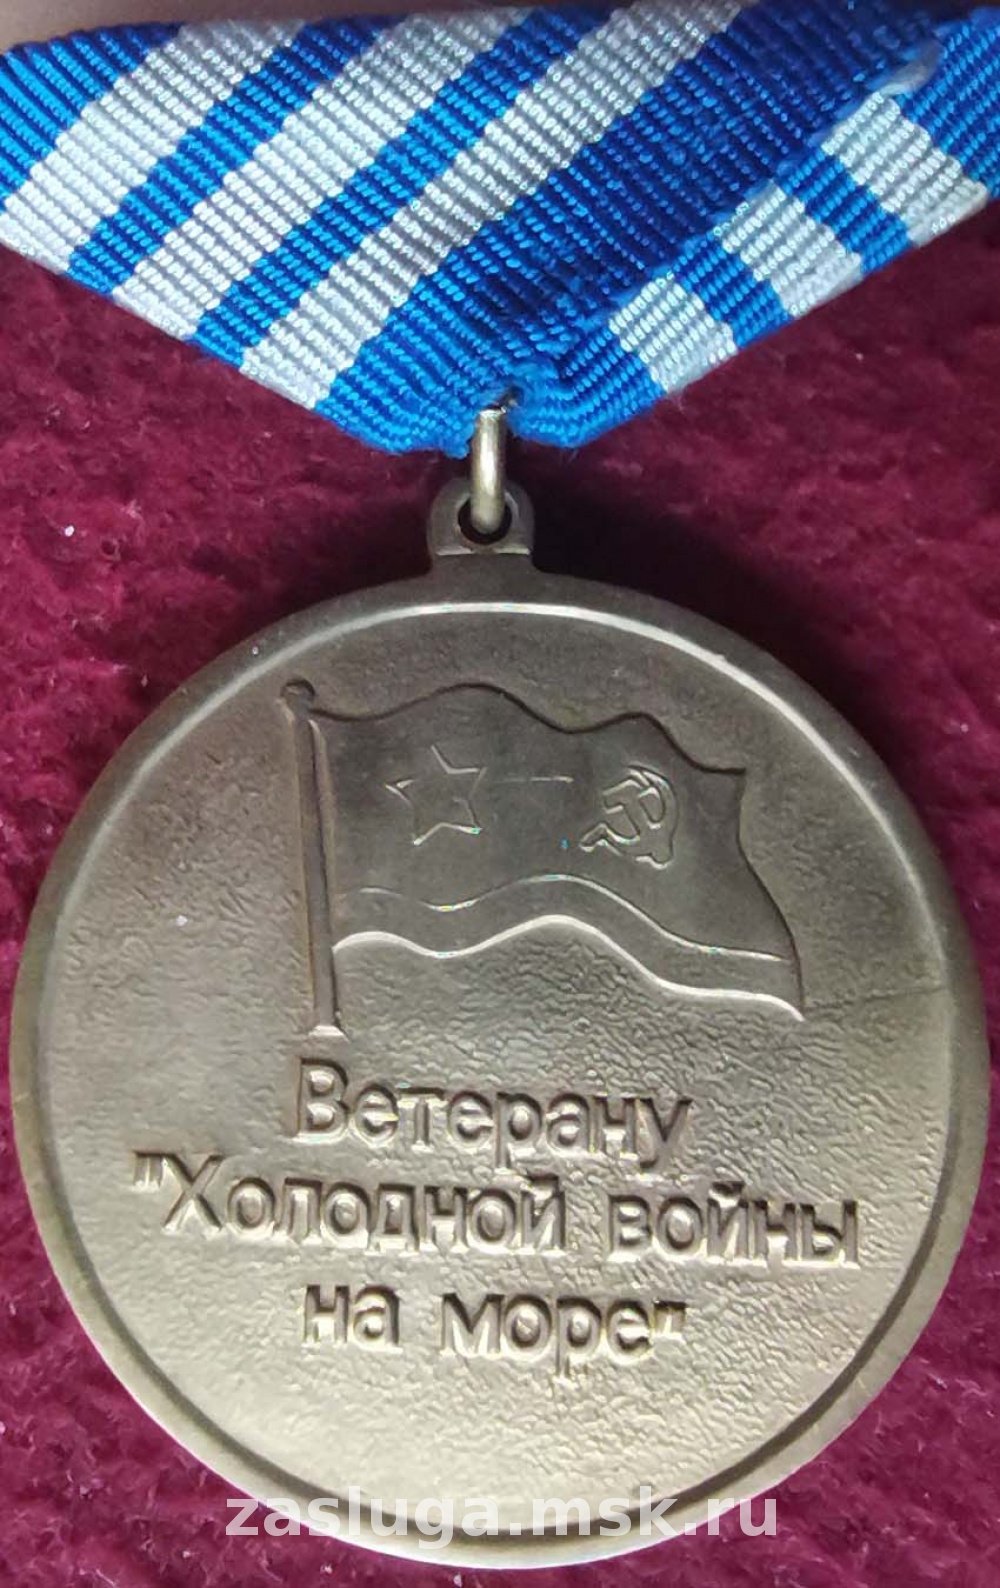 Ветерану
"Холодной войны
на море"
zasluga.msk.ru